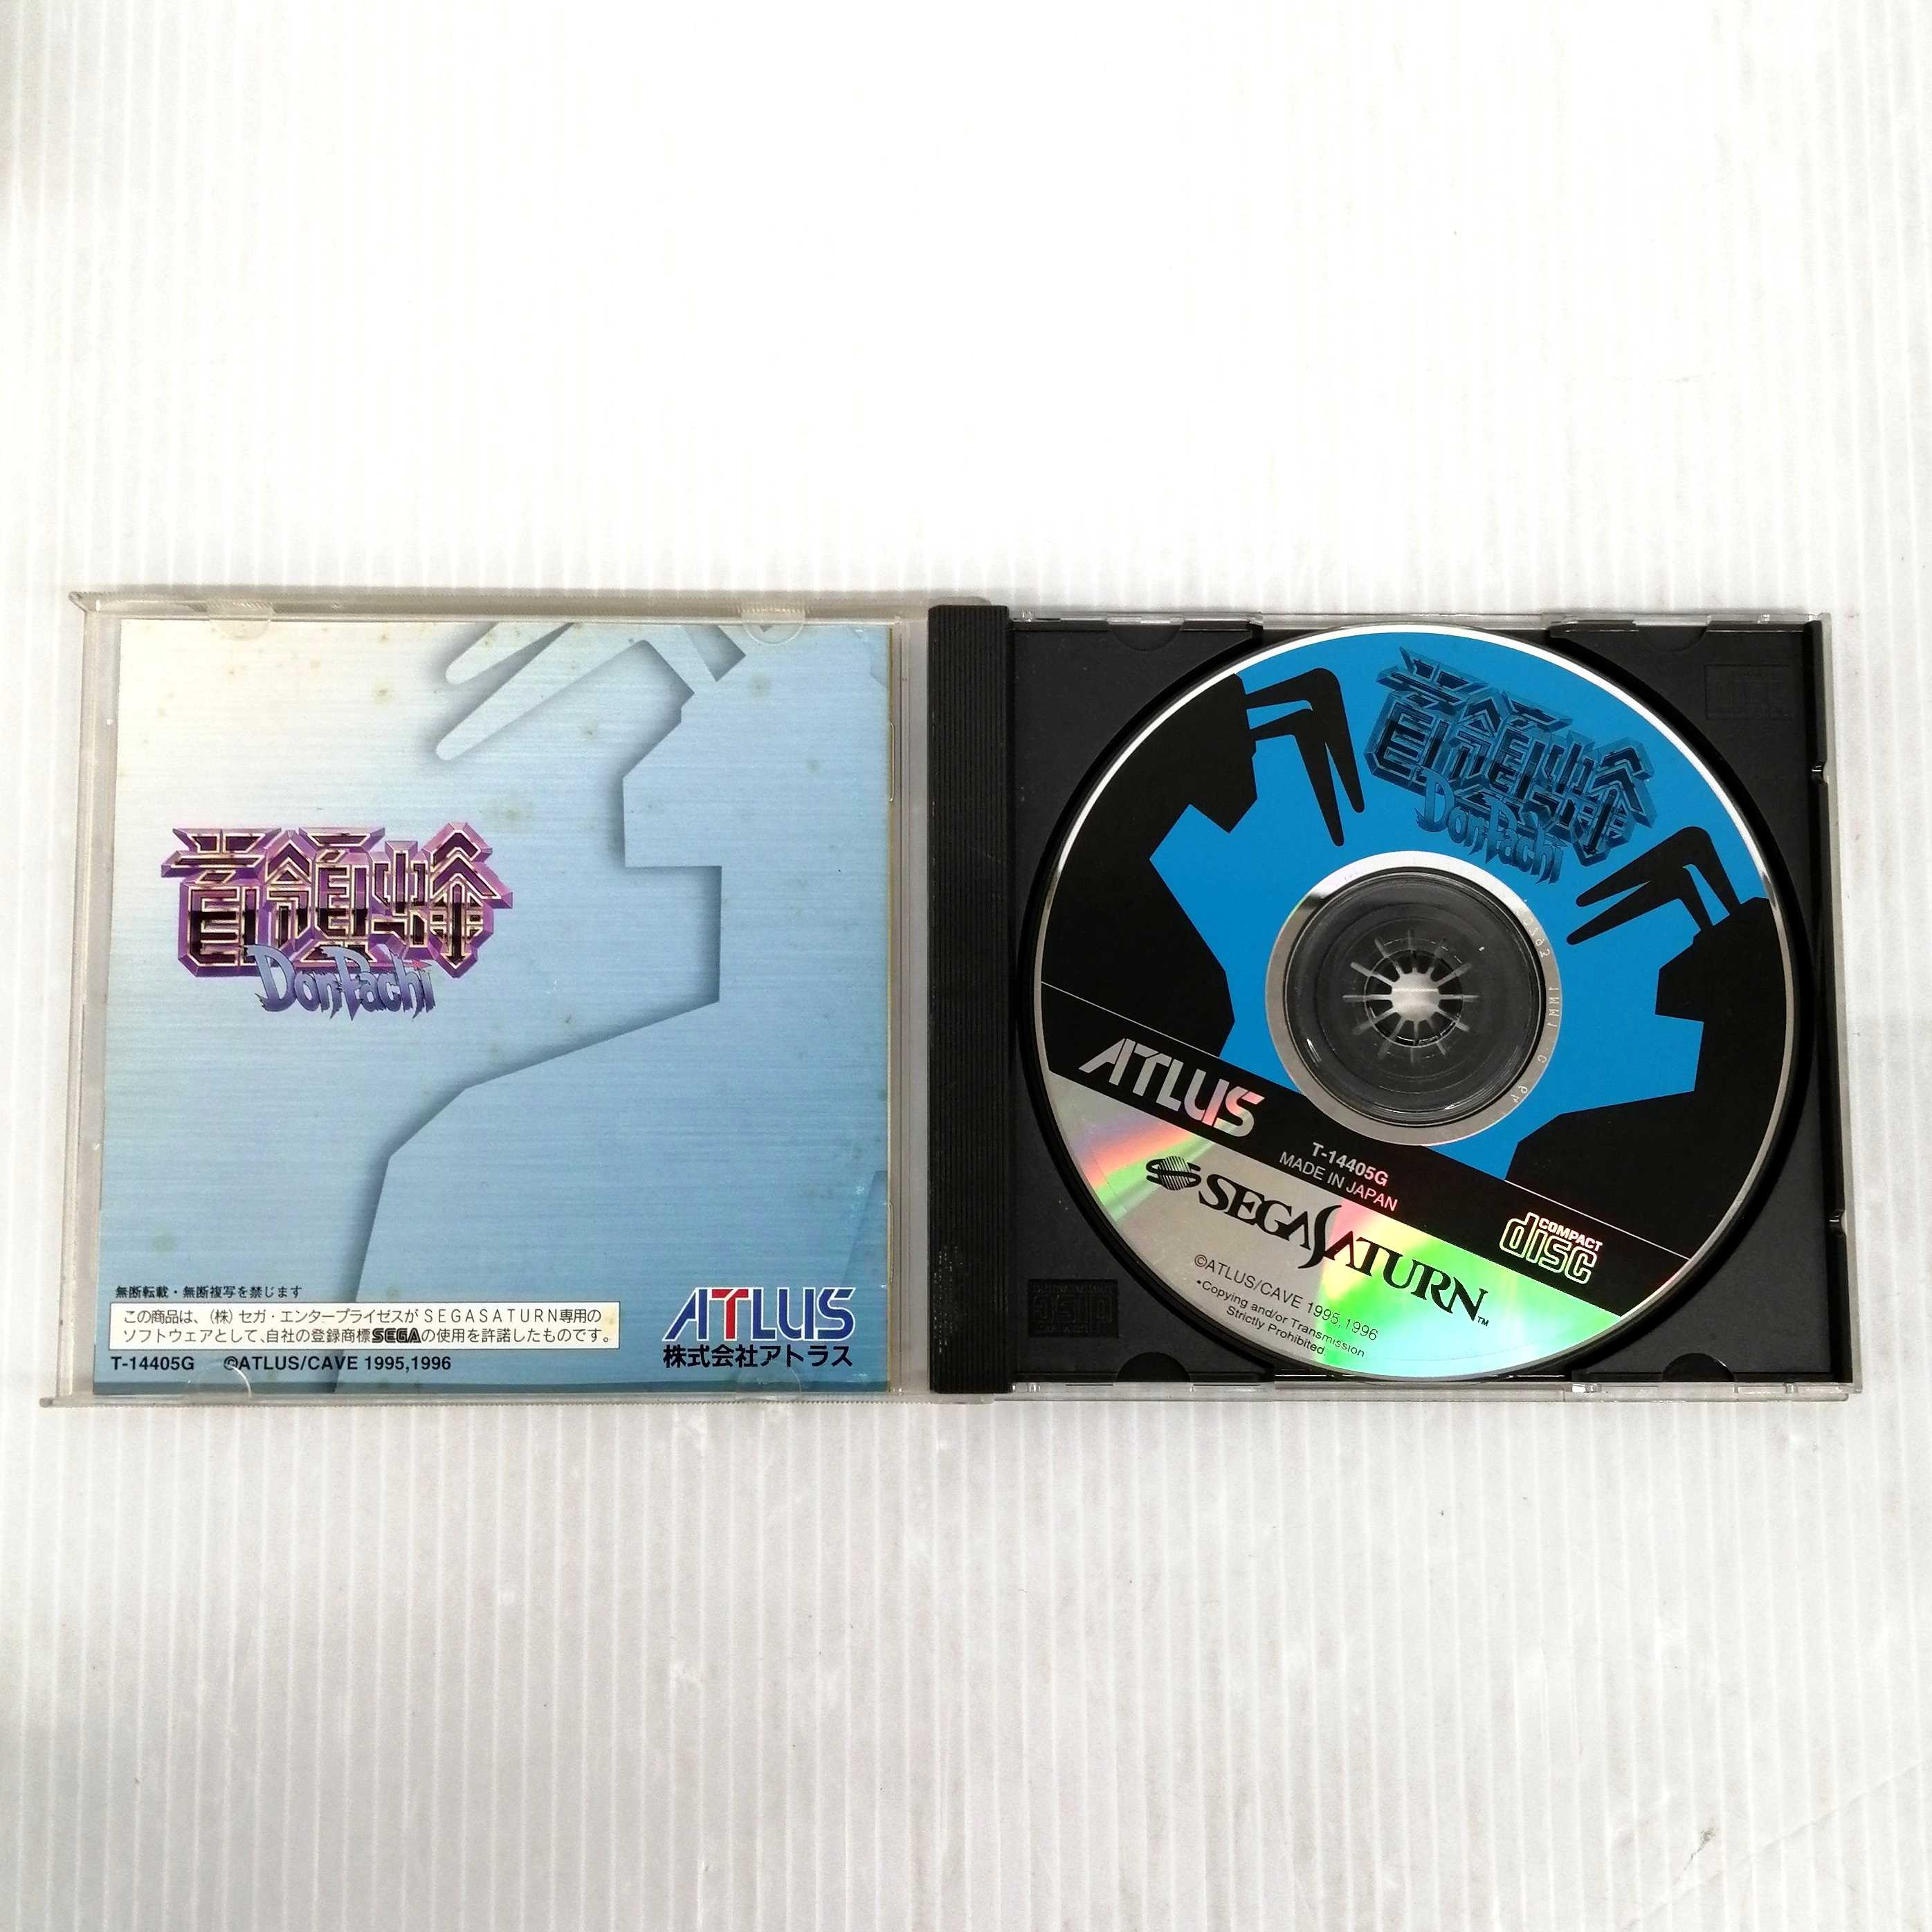 首領蜂
DonPachi
無断転載・無断複写を禁じます
この商品は、(株)セガ・エンタープライゼスがSEGASATURN専用の
ソフトウェアとして、自社の登録商標SEGAの使用を許諾したものです。
T-14405G ©ATLUS/CAVE 1995,1996
ATLUS
株式会社アトラス
首領蜂
DonPachi
ATLUS
T-14405G
MADE IN JAPAN
SEGA SATURN™
COMPACT
disc
©ATLUS/CAVE 1995,1996
•Copying and/or Transmission
Strictly Prohibited.